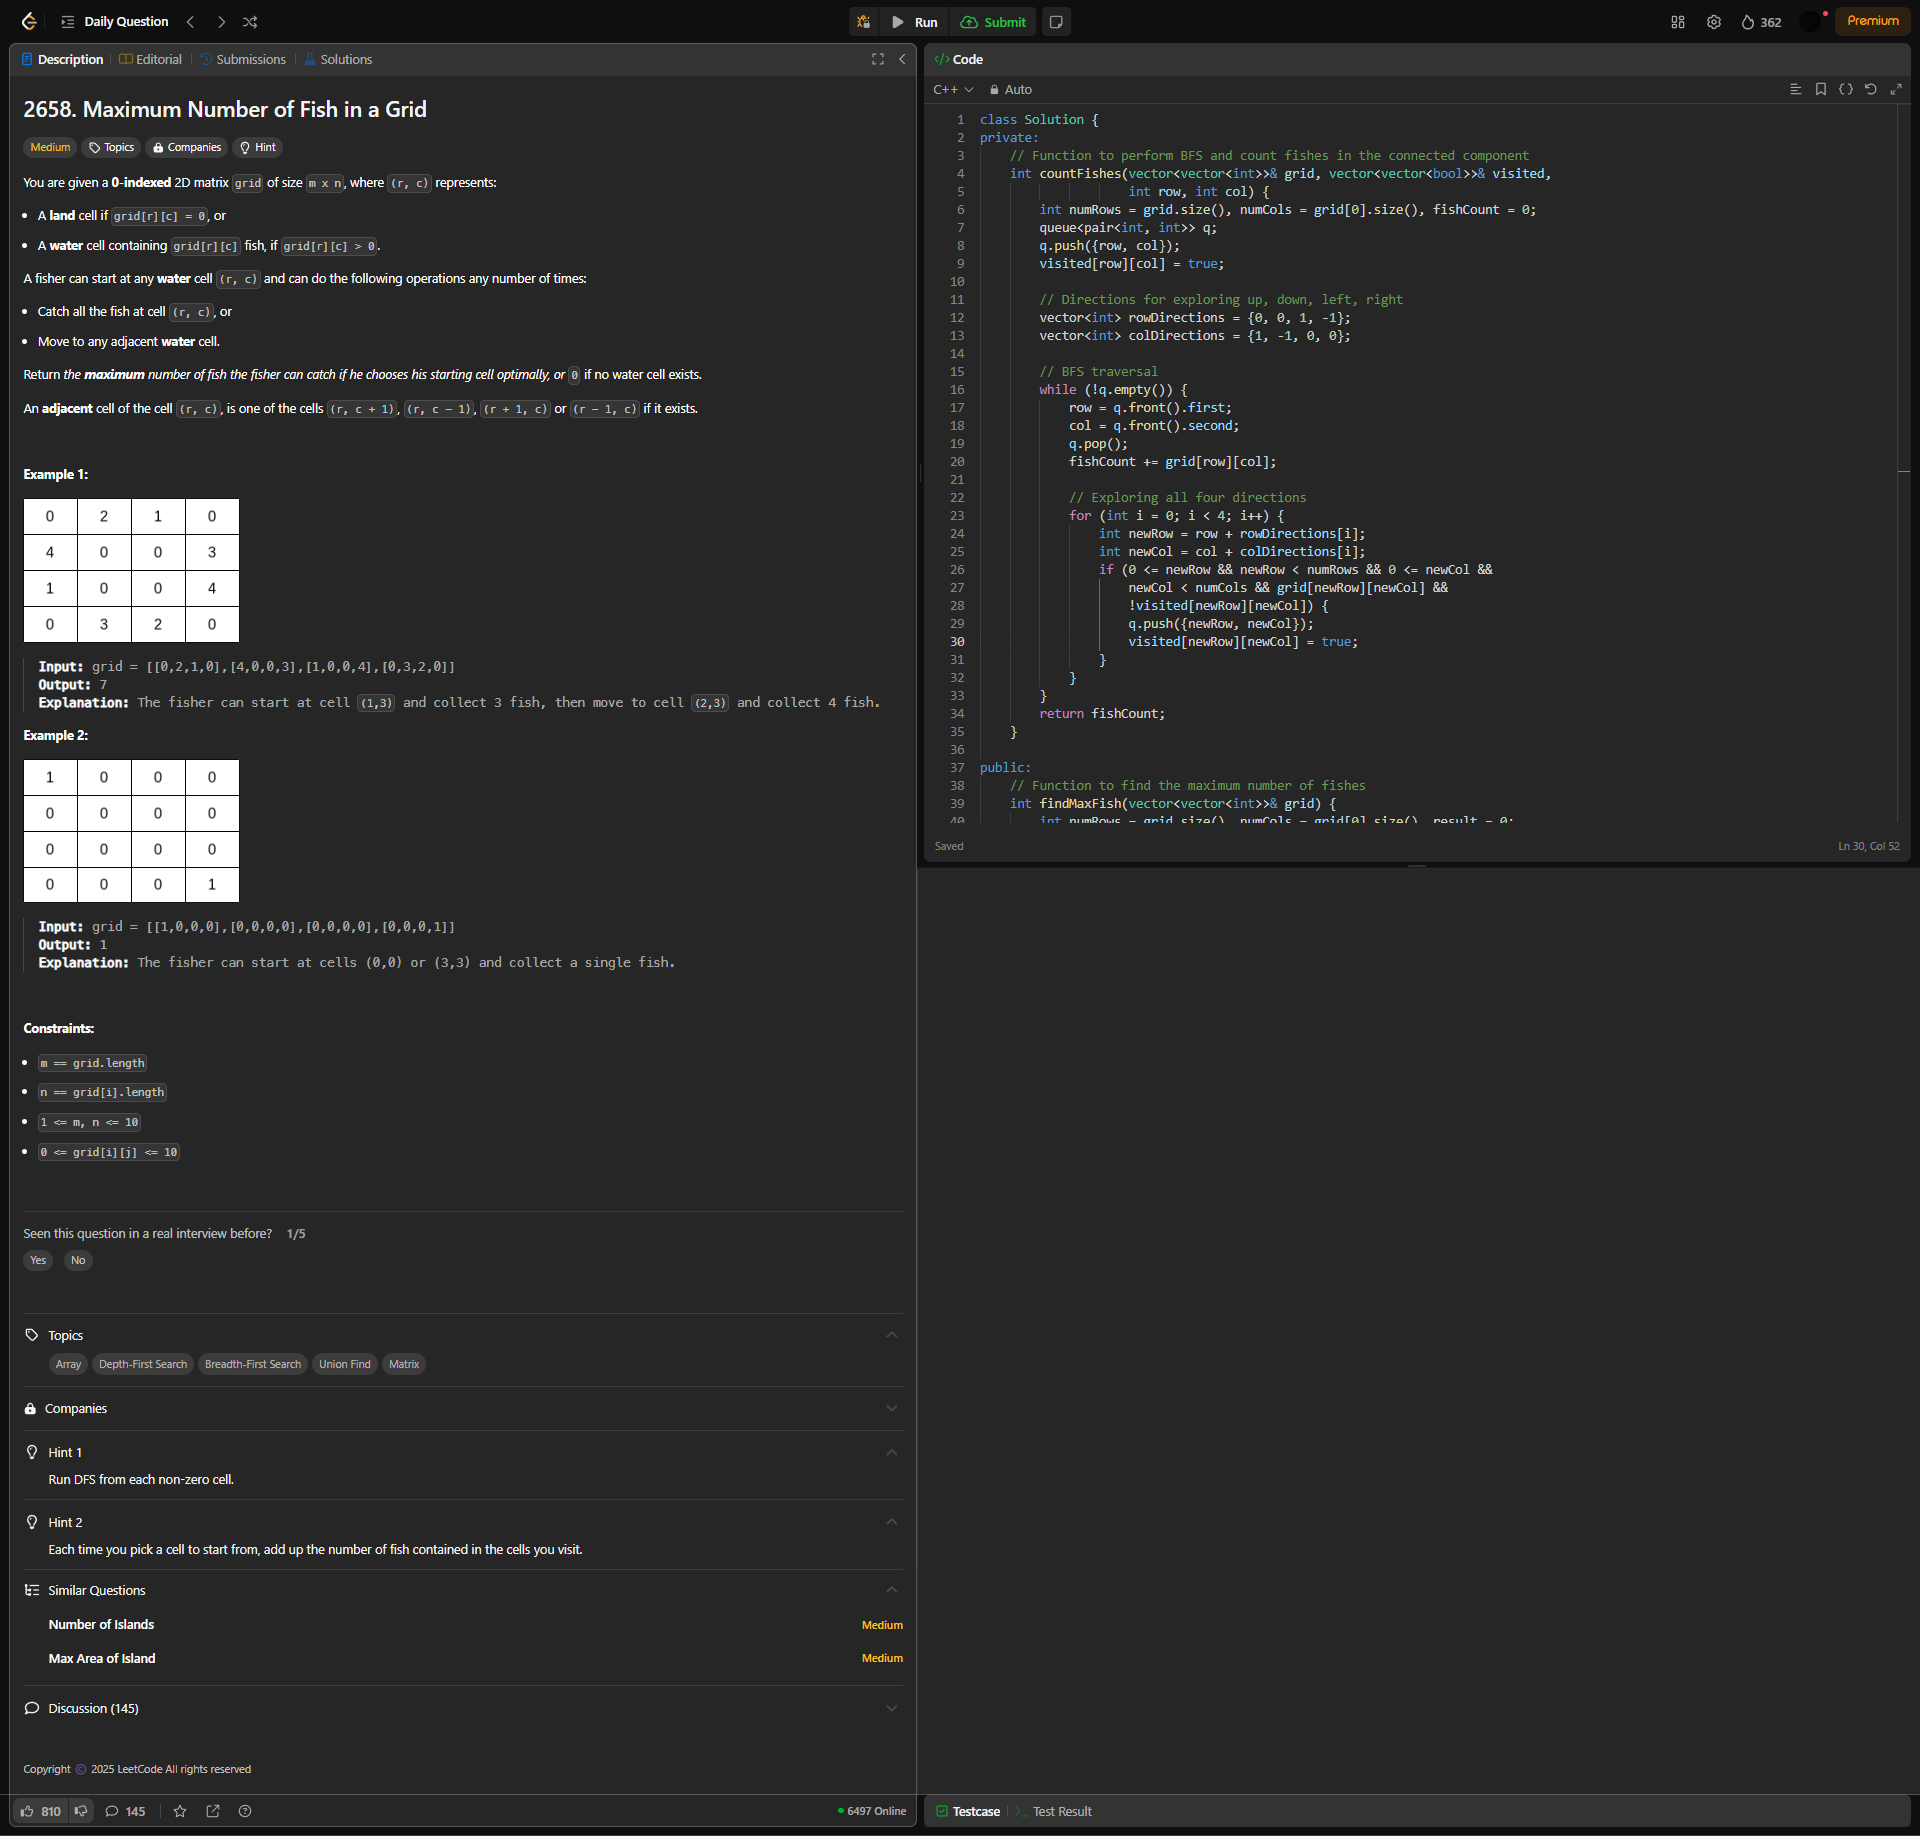 Daily Question
Run
Submit
362
Premium
Description
Editorial
Submissions
Solutions
2658. Maximum Number of Fish in a Grid
Medium
Topics
Companies
Hint
You are given a 0-indexed 2D matrix grid of size m x n, where (r, c) represents:
• A land cell if grid[r][c] = 0, or
• A water cell containing grid[r][c] fish, if grid[r][c] > 0.
A fisher can start at any water cell (r, c) and can do the following operations any number of times:
• Catch all the fish at cell (r, c), or
• Move to any adjacent water cell.
Return the maximum number of fish the fisher can catch if he chooses his starting cell optimally, or 0 if no water cell exists.
An adjacent cell of the cell (r, c), is one of the cells (r, c + 1), (r, c - 1), (r + 1, c) or (r - 1, c) if it exists.
Example 1:
0 2 1 0
4 0 0 3
1 0 0 4
0 3 2 0
Input: grid = [[0,2,1,0],[4,0,0,3],[1,0,0,4],[0,3,2,0]]
Output: 7
Explanation: The fisher can start at cell (1,3) and collect 3 fish, then move to cell (2,3) and collect 4 fish.
Example 2:
1 0 0 0
0 0 0 0
0 0 0 0
0 0 0 1
Input: grid = [[1,0,0,0],[0,0,0,0],[0,0,0,0],[0,0,0,1]]
Output: 1
Explanation: The fisher can start at cells (0,0) or (3,3) and collect a single fish.
Constraints:
• m == grid.length
• n == grid[i].length
• 1 <= m, n <= 10
• 0 <= grid[i][j] <= 10
Seen this question in a real interview before? 1/5
Yes No
Topics
Array Depth-First Search Breadth-First Search Union Find Matrix
Companies
Hint 1
Run DFS from each non-zero cell.
Hint 2
Each time you pick a cell to start from, add up the number of fish contained in the cells you visit.
Similar Questions
Number of Islands Medium
Max Area of Island Medium
Discussion (145)
Copyright © 2025 LeetCode All rights reserved
810 145 6497 Online
</> Code
C++ Auto
1 class Solution {
2 private:
3 // Function to perform BFS and count fishes in the connected component
4 int countFishes(vector<vector<int>>& grid, vector<vector<bool>>& visited,
5 int row, int col) {
6 int numRows = grid.size(), numCols = grid[0].size(), fishCount = 0;
7 queue<pair<int, int>> q;
8 q.push({row, col});
9 visited[row][col] = true;
10
11 // Directions for exploring up, down, left, right
12 vector<int> rowDirections = {0, 0, 1, -1};
13 vector<int> colDirections = {1, -1, 0, 0};
14
15 // BFS traversal
16 while (!q.empty()) {
17 row = q.front().first;
18 col = q.front().second;
19 q.pop();
20 fishCount += grid[row][col];
21
22 // Exploring all four directions
23 for (int i = 0; i < 4; i++) {
24 int newRow = row + rowDirections[i];
25 int newCol = col + colDirections[i];
26 if (0 <= newRow && newRow < numRows && 0 <= newCol &&
27 newCol < numCols && grid[newRow][newCol] &&
28 !visited[newRow][newCol]) {
29 q.push({newRow, newCol});
30 visited[newRow][newCol] = true;
31 }
32 }
33 }
34 return fishCount;
35 }
36
37 public:
38 // Function to find the maximum number of fishes
39 int findMaxFish(vector<vector<int>>& grid) {
40 int numRows = grid.size(), numCols = grid[0].size(), result = 0;
Saved
Ln 30, Col 52
Testcase
Test Result